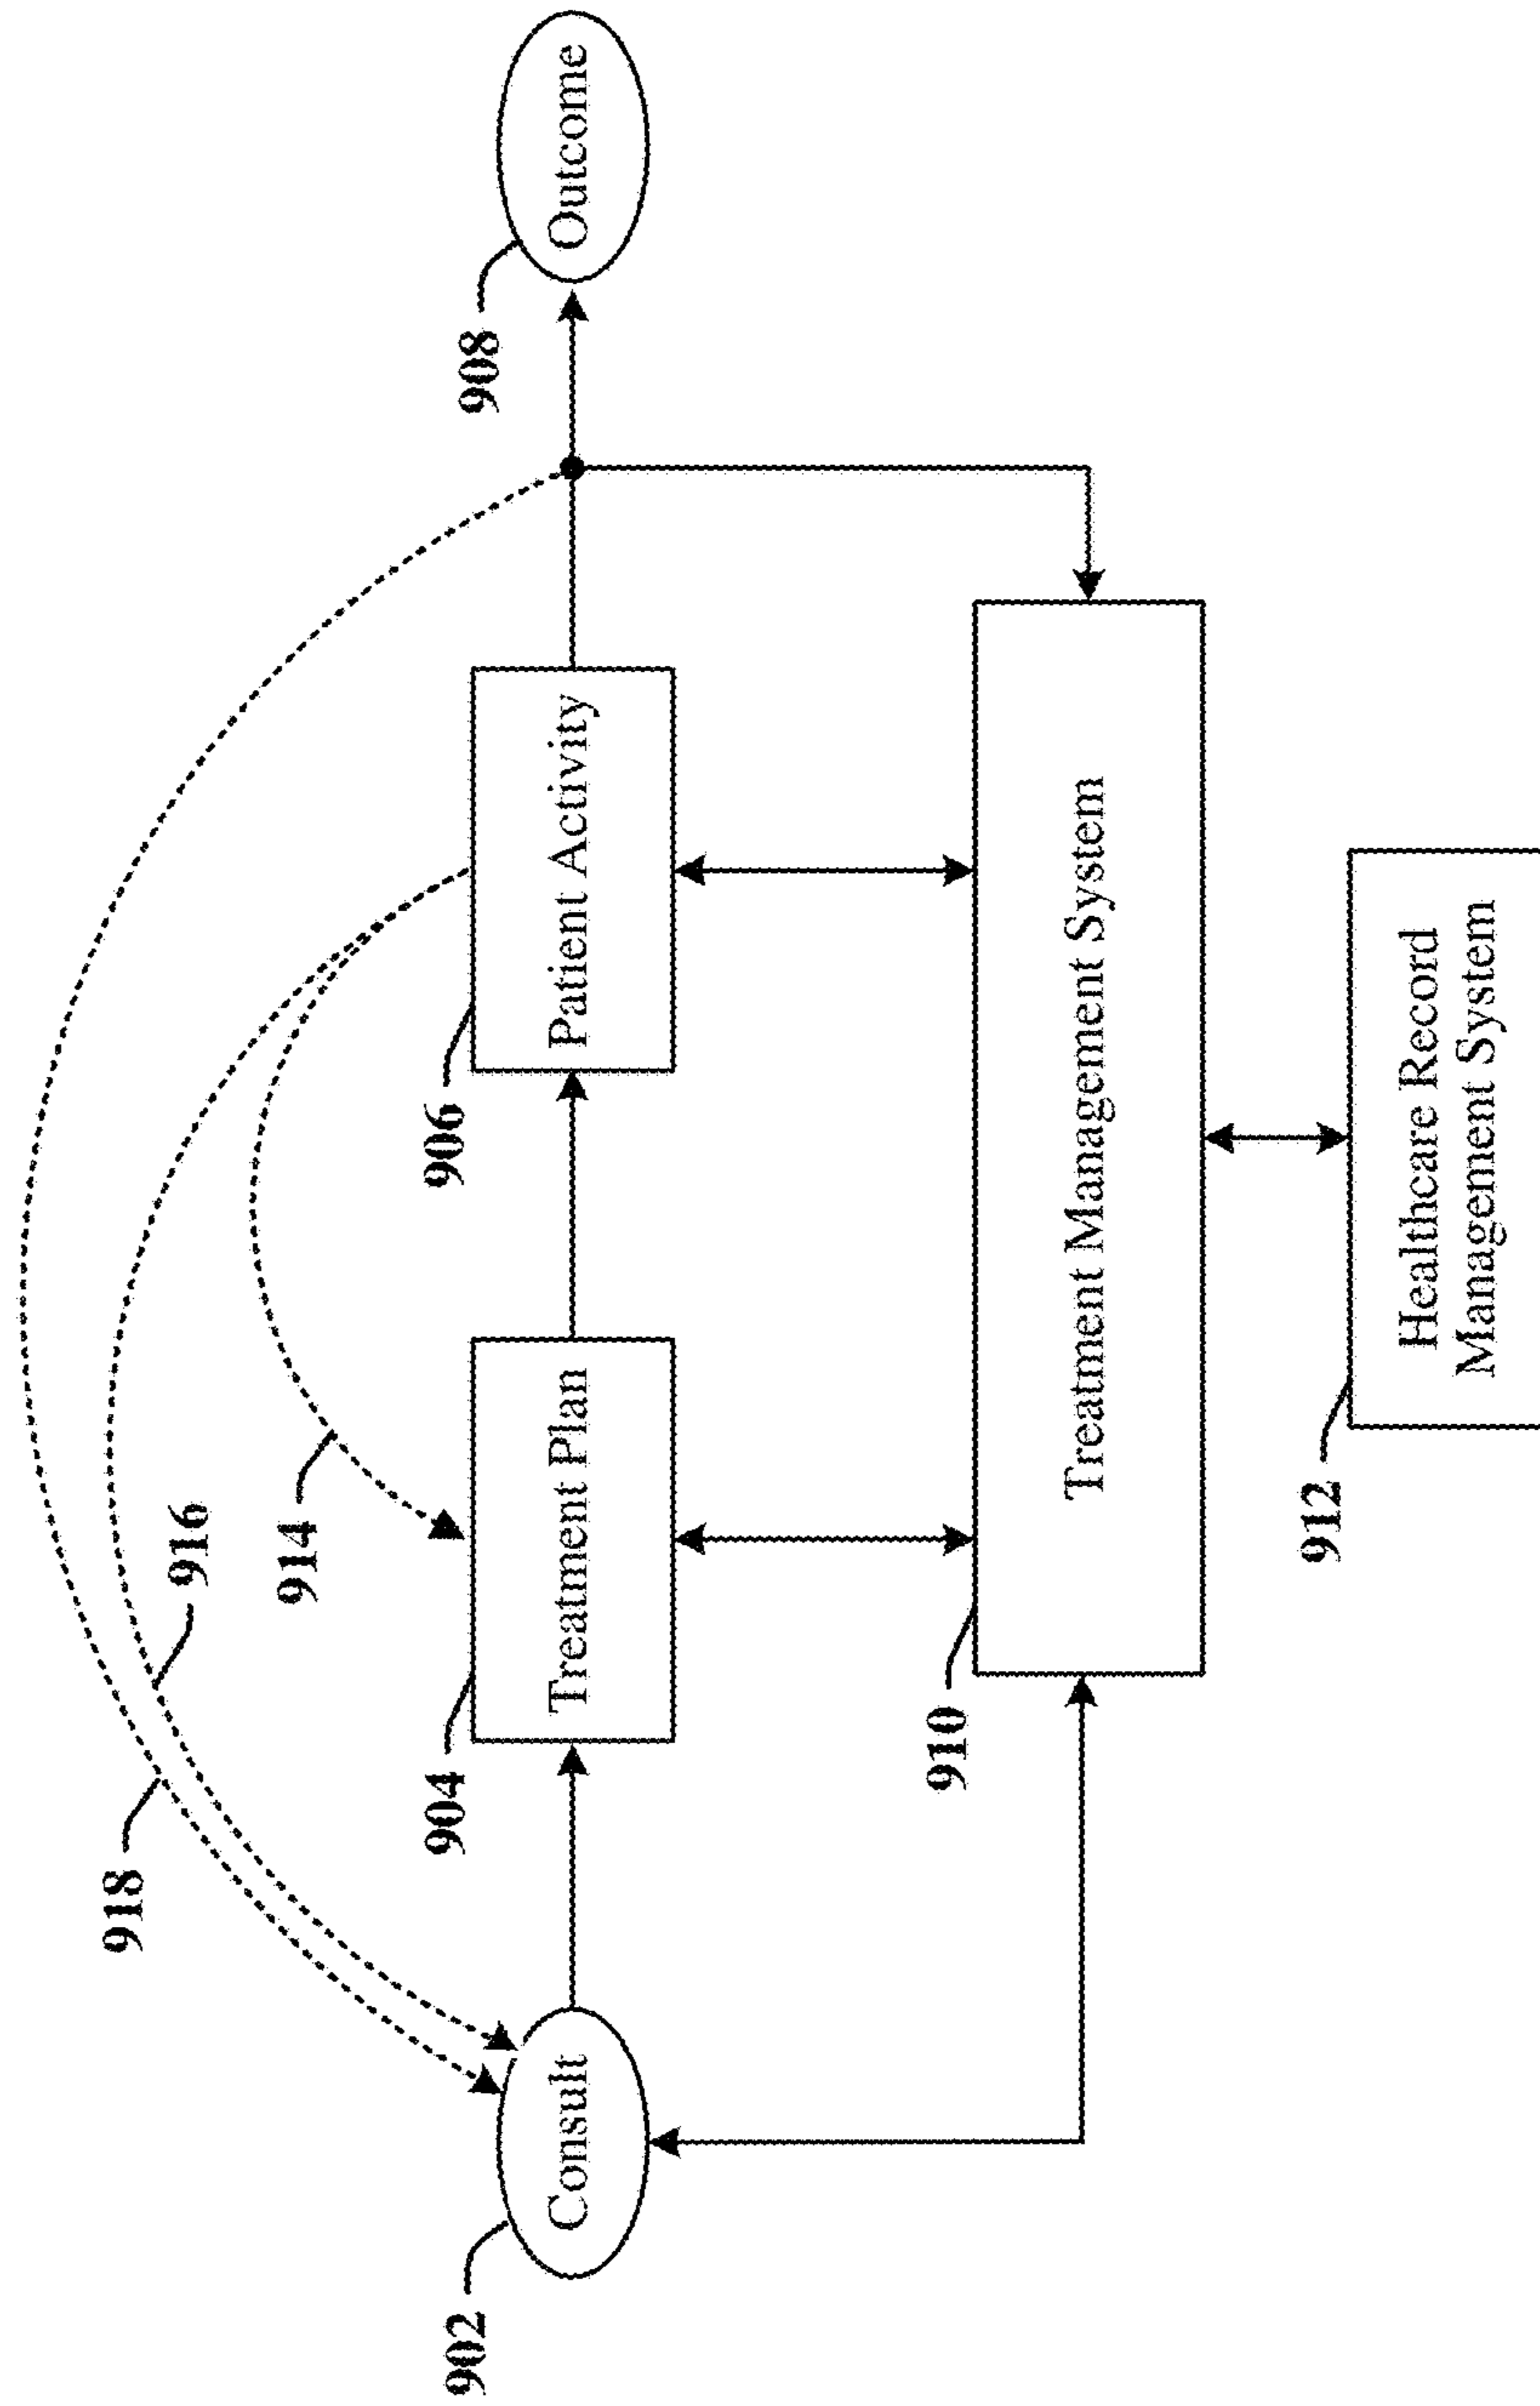 918
916
914
902
Consult
904
Treatment Plan
906
Patient Activity
908
Outcome
910
Treatment Management System
912
Healthcare Record
Management System